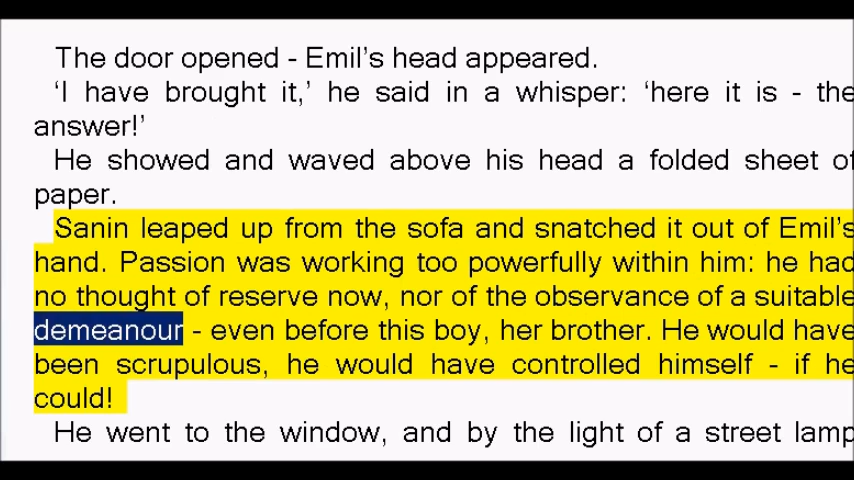 The door opened - Emil’s head appeared.
‘I have brought it,’ he said in a whisper: ‘here it is - the
answer!’
He showed and waved above his head a folded sheet of
paper.
Sanin leaped up from the sofa and snatched it out of Emil’s
hand. Passion was working too powerfully within him: he had
no thought of reserve now, nor of the observance of a suitable
demeanour - even before this boy, her brother. He would have
been scrupulous, he would have controlled himself - if he
could!
He went to the window, and by the light of a street lamp